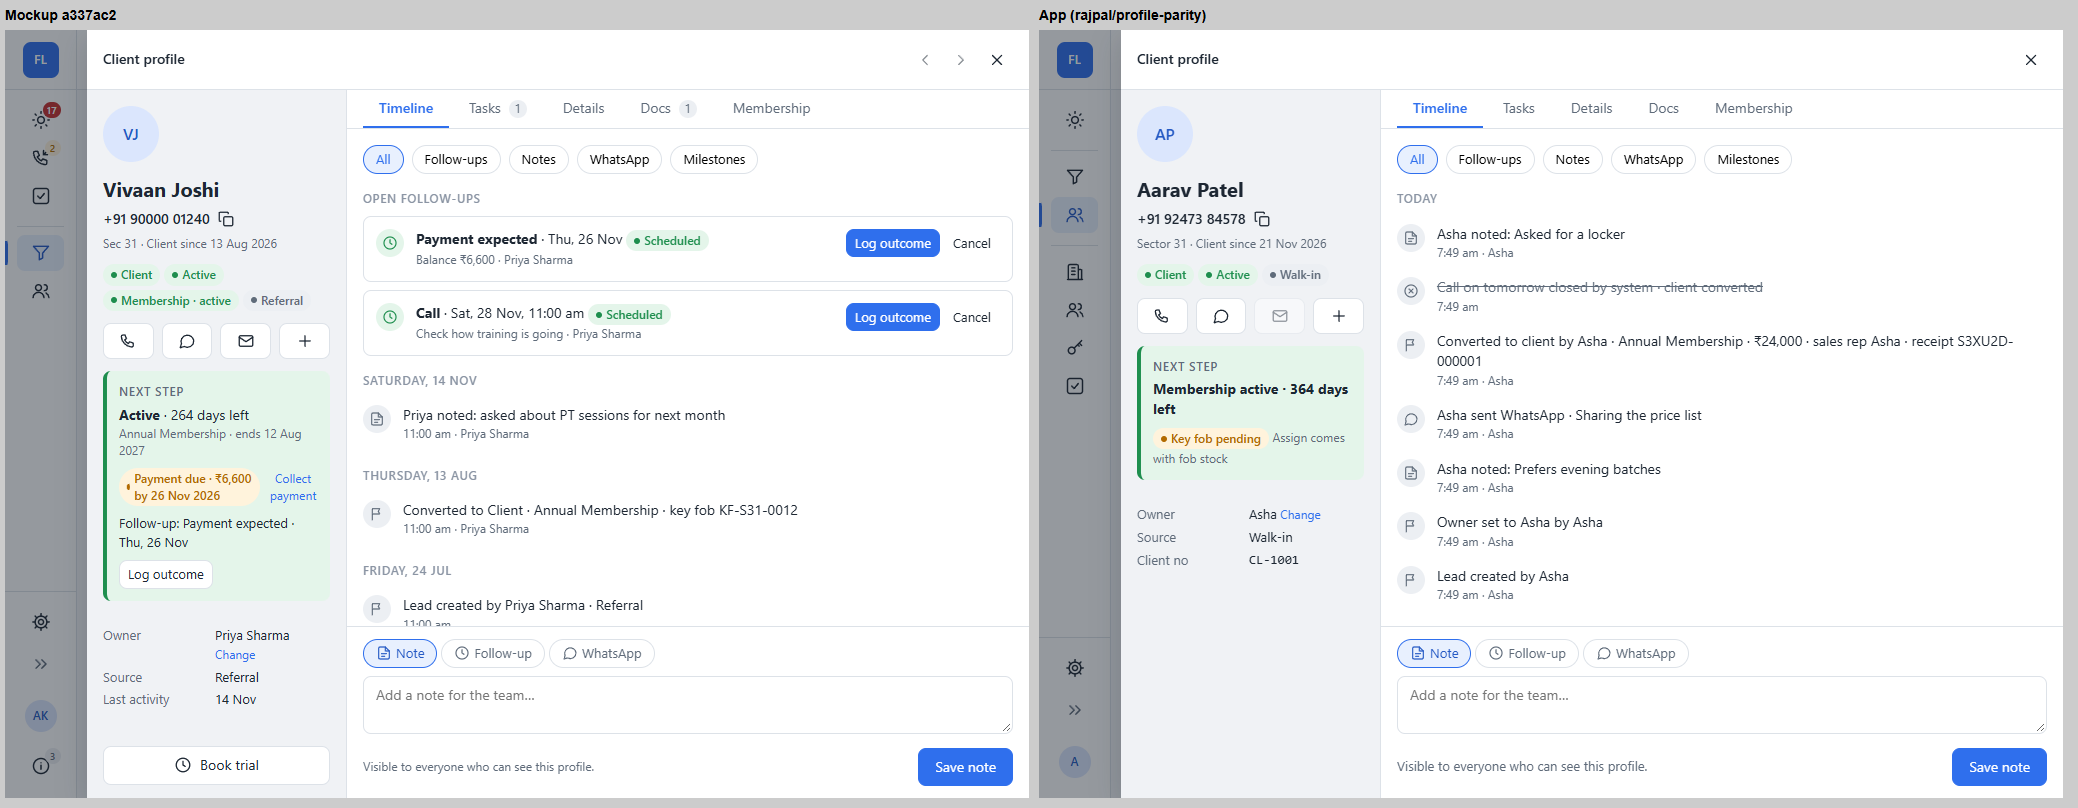 Mockup a337ac2
FL
17
2
AK
3
Client profile
VJ
Vivaan Joshi
+91 90000 01240
Sec 31 · Client since 13 Aug 2026
Client
Active
Membership · active
Referral
NEXT STEP
Active · 264 days left
Annual Membership · ends 12 Aug
2027
Payment due · ₹6,600
by 26 Nov 2026
Collect
payment
Follow-up: Payment expected ·
Thu, 26 Nov
Log outcome
Owner Priya Sharma
Change
Source Referral
Last activity 14 Nov
Book trial
Timeline Tasks 1 Details Docs 1 Membership
All Follow-ups Notes WhatsApp Milestones
OPEN FOLLOW-UPS
Payment expected · Thu, 26 Nov Scheduled
Balance ₹6,600 · Priya Sharma
Log outcome Cancel
Call · Sat, 28 Nov, 11:00 am Scheduled
Check how training is going · Priya Sharma
Log outcome Cancel
SATURDAY, 14 NOV
Priya noted: asked about PT sessions for next month
11:00 am · Priya Sharma
THURSDAY, 13 AUG
Converted to Client · Annual Membership · key fob KF-S31-0012
11:00 am · Priya Sharma
FRIDAY, 24 JUL
Lead created by Priya Sharma · Referral
11:00 am
Note Follow-up WhatsApp
Add a note for the team...
Visible to everyone who can see this profile.
Save note
App (rajpal/profile-parity)
FL
A
Client profile
AP
Aarav Patel
+91 92473 84578
Sector 31 · Client since 21 Nov 2026
Client
Active
Walk-in
NEXT STEP
Membership active · 364 days
left
Key fob pending Assign comes
with fob stock
Owner Asha Change
Source Walk-in
Client no CL-1001
Timeline Tasks Details Docs Membership
All Follow-ups Notes WhatsApp Milestones
TODAY
Asha noted: Asked for a locker
7:49 am · Asha
Call on tomorrow closed by system · client converted
7:49 am
Converted to client by Asha · Annual Membership · ₹24,000 · sales rep Asha · receipt S3XU2D-
000001
7:49 am · Asha
Asha sent WhatsApp · Sharing the price list
7:49 am · Asha
Asha noted: Prefers evening batches
7:49 am · Asha
Owner set to Asha by Asha
7:49 am · Asha
Lead created by Asha
7:49 am · Asha
Note Follow-up WhatsApp
Add a note for the team...
Visible to everyone who can see this profile.
Save note